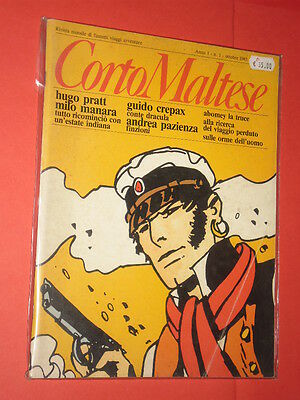 Rivista mensile di fumetti viaggi avventure
Anno 1 - n. 1 - ottobre 1983
€ 35,00
Corto Maltese
hugo pratt
milo manara
tutto ricominciò con
un'estate indiana
guido crepax
conte dracula
andrea pazienza
finzioni
abomey la truce
alla ricerca
del viaggio perduto
sulle orme dell'uomo